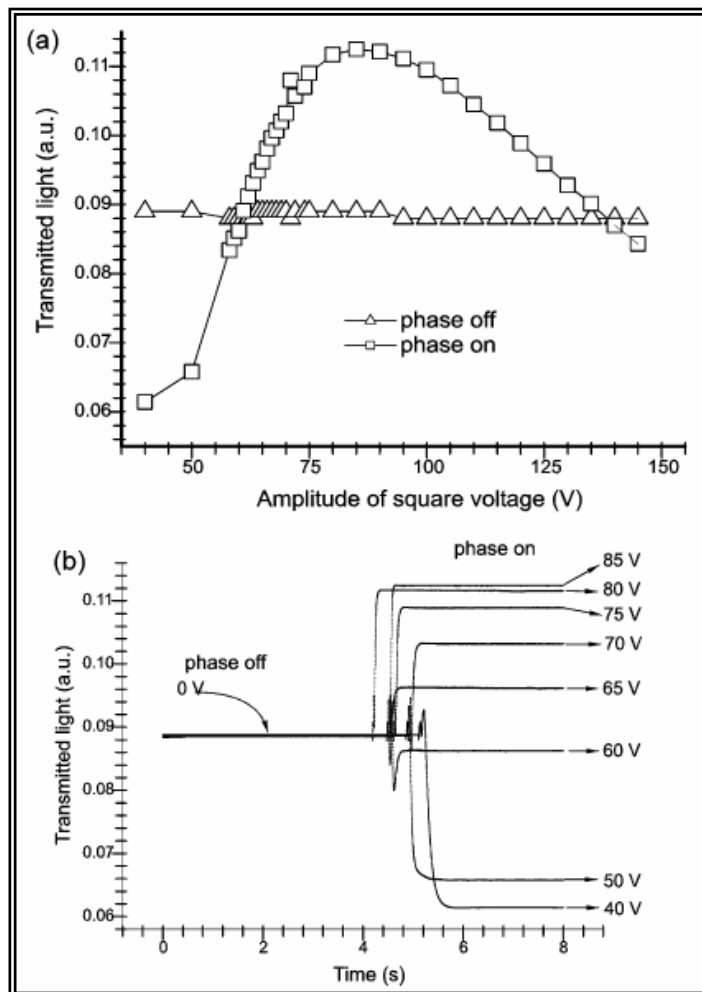 (a)
0.11
0.10
0.09
0.08
0.07
0.06
Transmitted light (a.u.)
phase off
phase on
50 75 100 125 150
Amplitude of square voltage (V)
(b)
phase on
85 V
80 V
75 V
70 V
65 V
60 V
50 V
40 V
phase off
0 V
0.11
0.10
0.09
0.08
0.07
0.06
Transmitted light (a.u.)
0 2 4 6 8
Time (s)